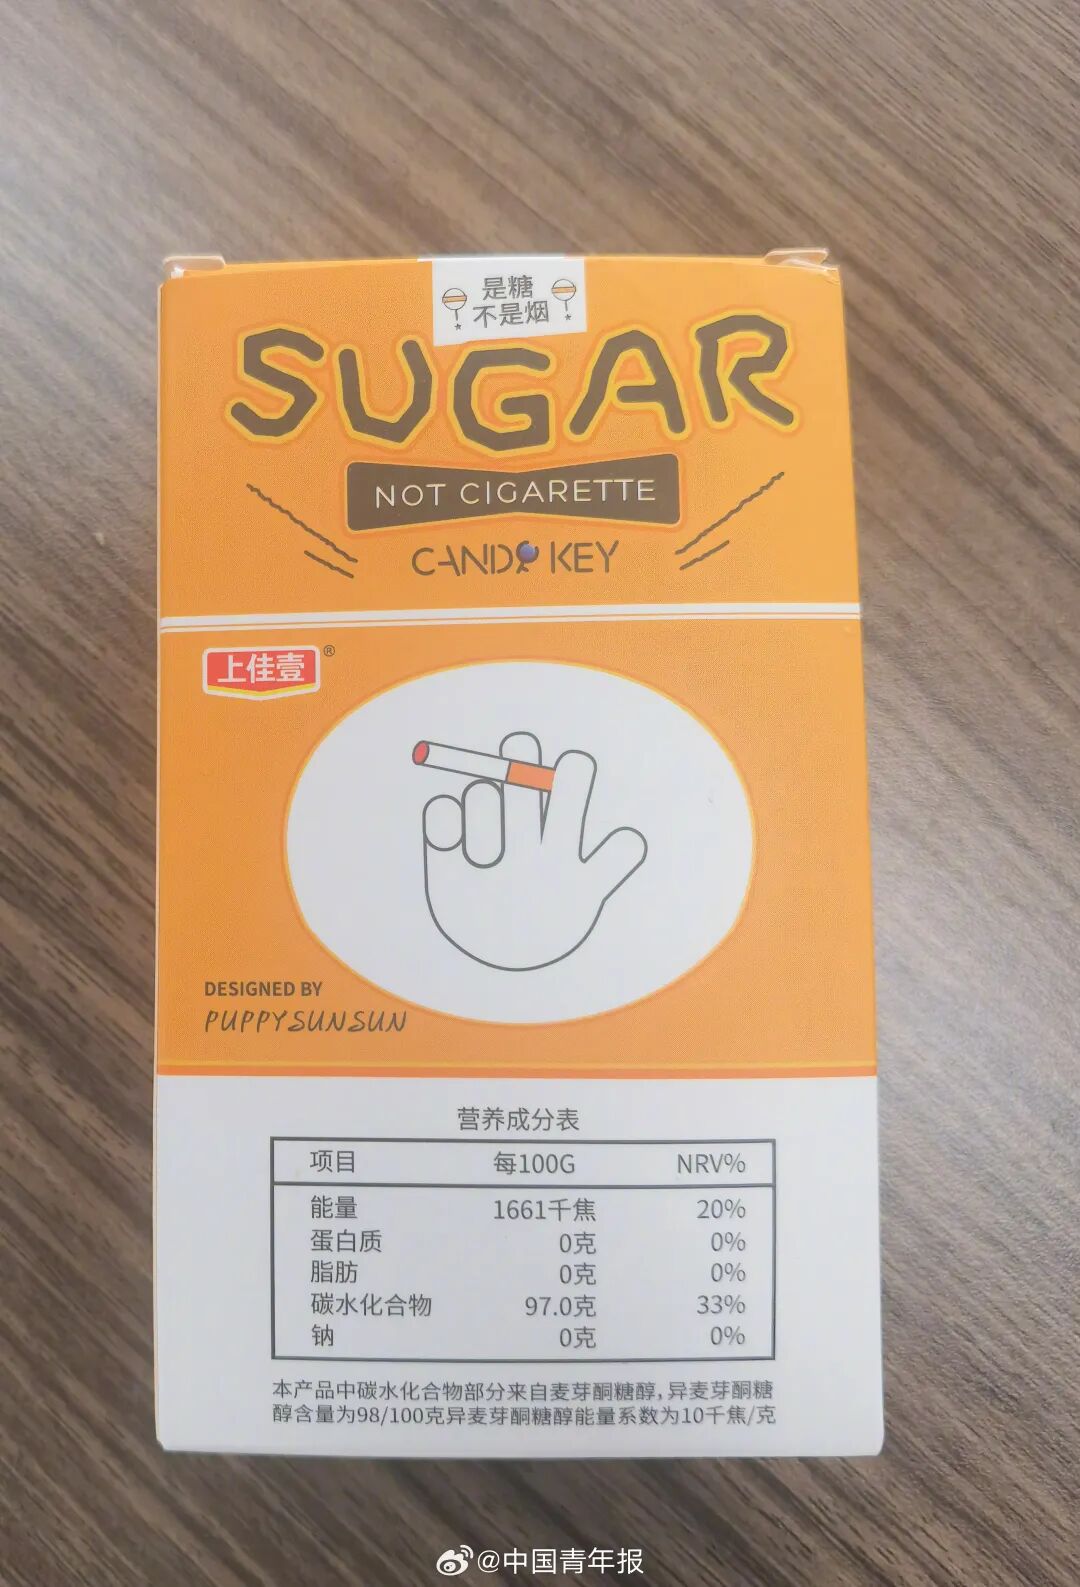 是糖
不是烟
SUGAR
NOT CIGARETTE
CANDY KEY
上佳壹®
DESIGNED BY
PUPPYSUNSUN
营养成分表
项目 每100G NRV%
能量 1661千焦 20%
蛋白质 0克 0%
脂肪 0克 0%
碳水化合物 97.0克 33%
钠 0克 0%
本产品中碳水化合物部分来自麦芽酮糖醇,异麦芽酮糖
醇含量为98/100克异麦芽酮糖醇能量系数为10千焦/克
@中国青年报